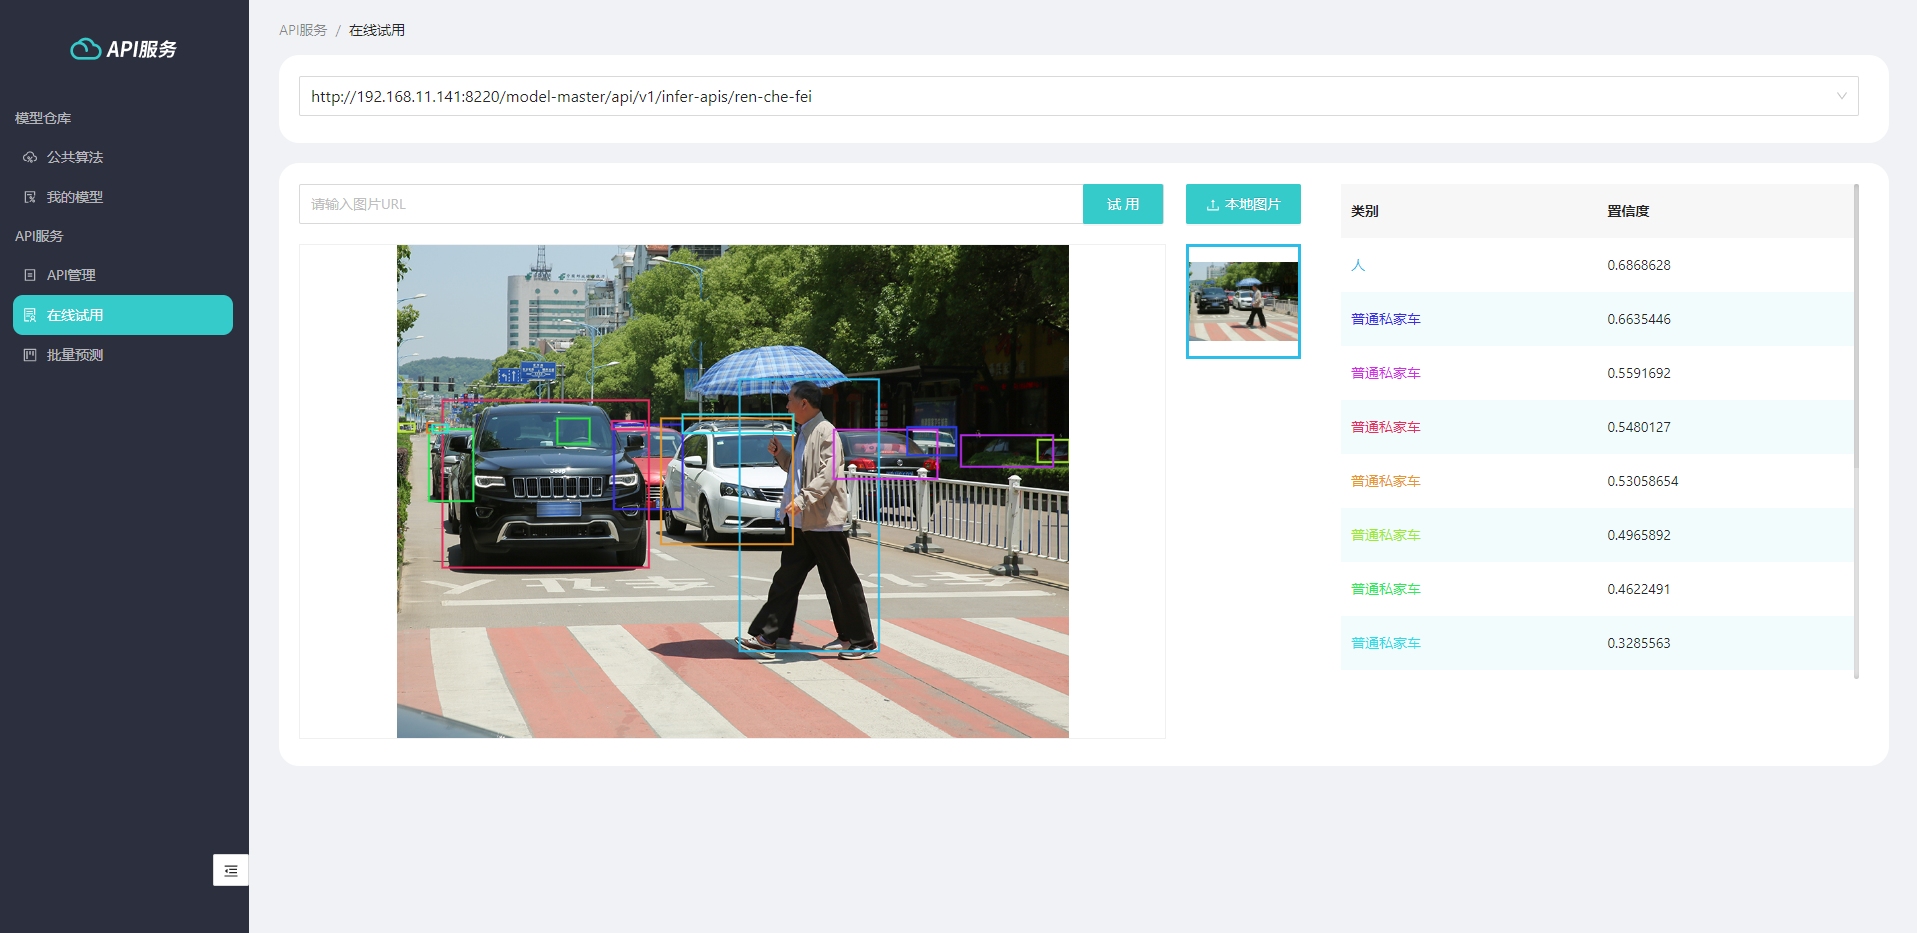 API服务
模型仓库
公共算法
我的模型
API服务
API管理
在线试用
批量预测
API服务 / 在线试用
http://192.168.11.141:8220/model-master/api/v1/infer-apis/ren-che-fei
请输入图片URL
试 用
本地图片
Jeep
类别 置信度
人 0.6868628
普通私家车 0.6635446
普通私家车 0.5591692
普通私家车 0.5480127
普通私家车 0.53058654
普通私家车 0.4965892
普通私家车 0.4622491
普通私家车 0.3285563